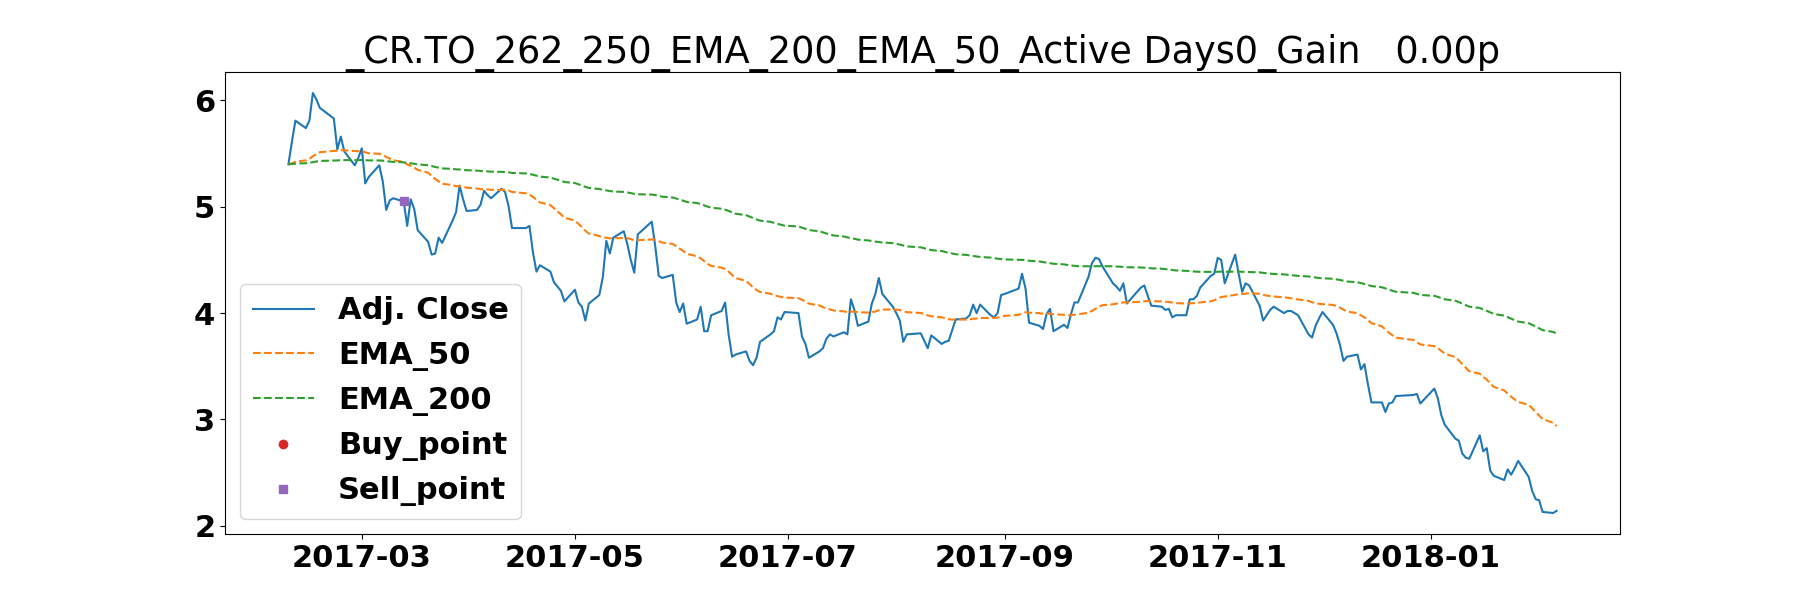 _CR.TO_262_250_EMA_200_EMA_50_Active Days0_Gain   0.00p
6
5
4
3
2
Adj. Close
EMA_50
EMA_200
Buy_point
Sell_point
2017-03 2017-05 2017-07 2017-09 2017-11 2018-01